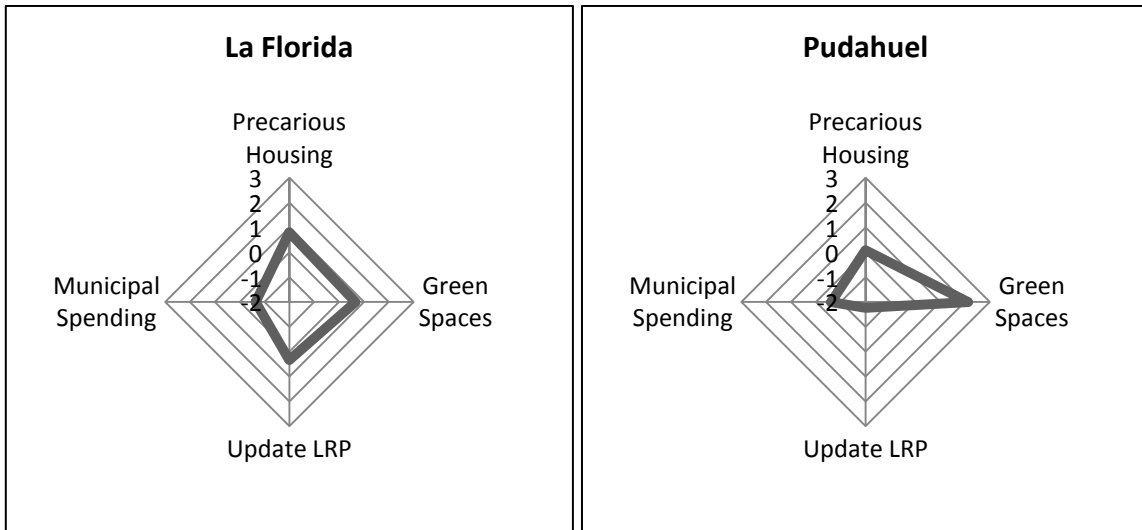 La Florida
Precarious
Housing
3
2
1
0
-1
-2
Municipal
Spending
Green
Spaces
Update LRP
Pudahuel
Precarious
Housing
3
2
1
0
-1
-2
Municipal
Spending
Green
Spaces
Update LRP